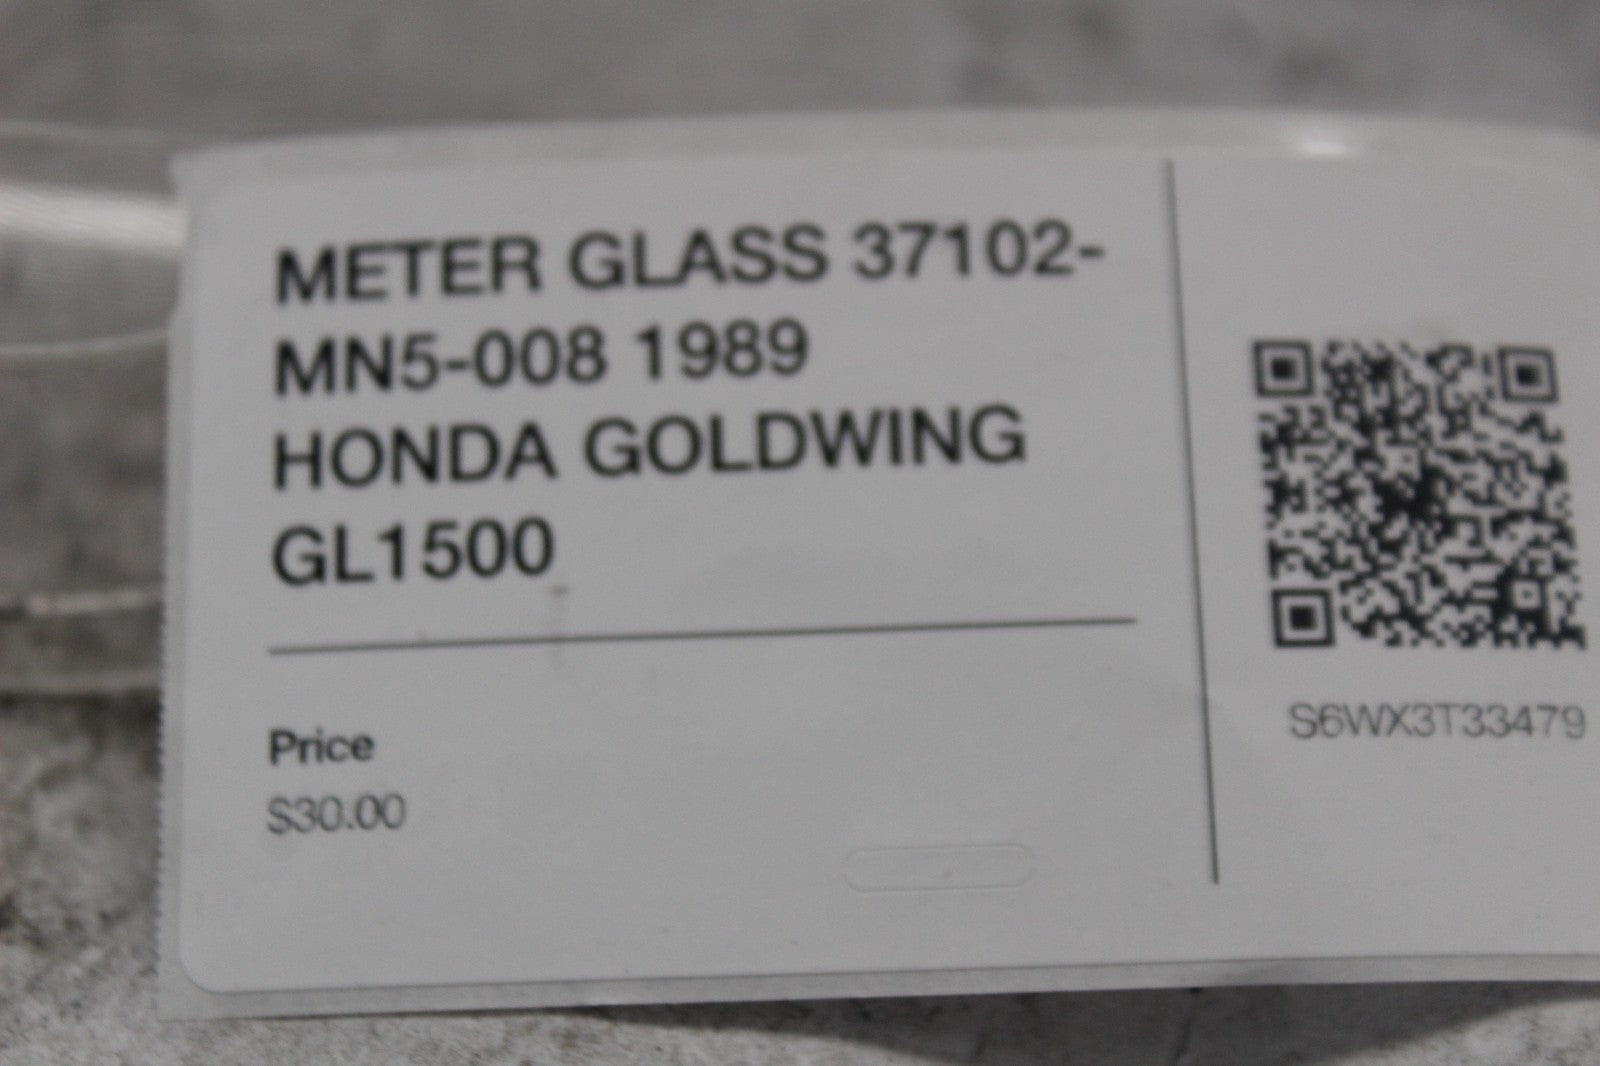 METER GLASS 37102-
MN5-008 1989
HONDA GOLDWING
GL1500
Price
$30.00
S6WX3T33479